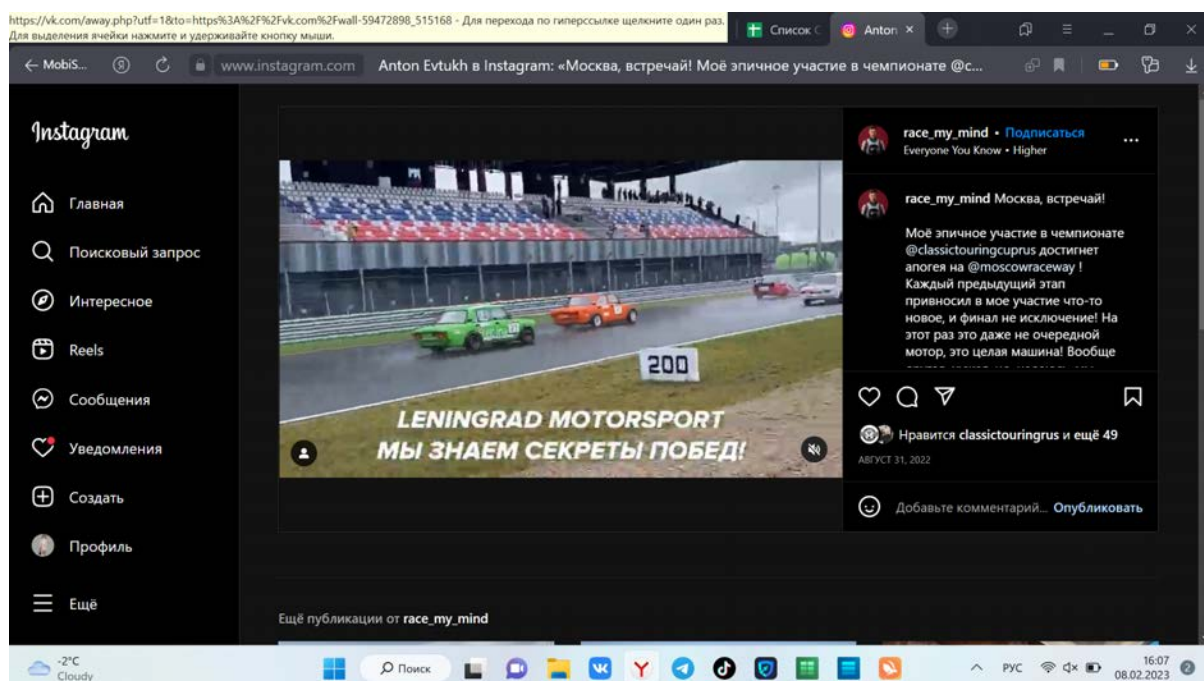 https://vk.com/away.php?utf=1&to=https%3A%2F%2Fvk.com%2Fwall-59472898_515168 - Для перехода по гиперссылке щелкните один раз.
Для выделения ячейки нажмите и удерживайте кнопку мыши.
Список С
Anton
MobiS...
www.instagram.com
Anton Evtukh в Instagram: «Москва, встречай! Моё эпичное участие в чемпионате @c...
Instagram
Главная
Поисковый запрос
Интересное
Reels
Сообщения
Уведомления
Создать
Профиль
Ещё
200
LENINGRAD MOTORSPORT
МЫ ЗНАЕМ СЕКРЕТЫ ПОБЕД!
race_my_mind • Подписаться
Everyone You Know • Higher
race_my_mind Москва, встречай!
Моё эпичное участие в чемпионате
@classictouringcuprus достигнет
апогея на @moscowraceway !
Каждый предыдущий этап
привносил в мое участие что-то
новое, и финал не исключение! На
этот раз это даже не очередной
мотор, это целая машина! Вообще
Нравится classictouringrus и ещё 49
АВГУСТ 31, 2022
Добавьте комментарий... Опубликовать
Ещё публикации от race_my_mind
-2°C
Cloudy
Поиск
РУС
16:07
08.02.2023
2